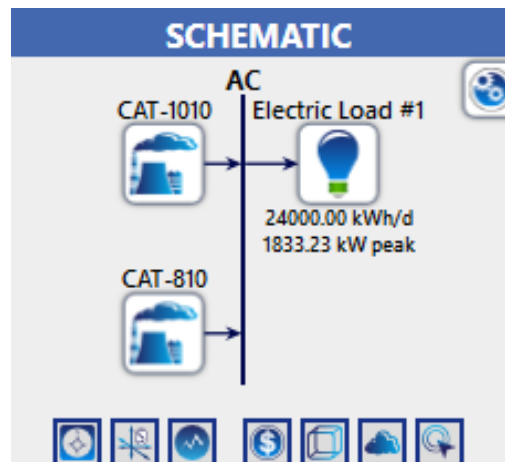 SCHEMATIC
AC
CAT-1010
Electric Load #1
24000.00 kWh/d
1833.23 kW peak
CAT-810